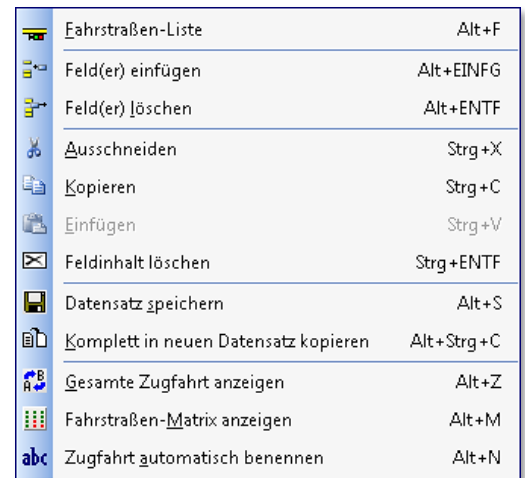 Fahrstraßen-Liste Alt+F
Feld(er) einfügen Alt+EINFG
Feld(er) löschen Alt+ENTF
Ausschneiden Strg+X
Kopieren Strg+C
Einfügen Strg+V
Feldinhalt löschen Strg+ENTF
Datensatz speichern Alt+S
Komplett in neuen Datensatz kopieren Alt+Strg+C
A B Gesamte Zugfahrt anzeigen Alt+Z
Fahrstraßen-Matrix anzeigen Alt+M
abc Zugfahrt automatisch benennen Alt+N